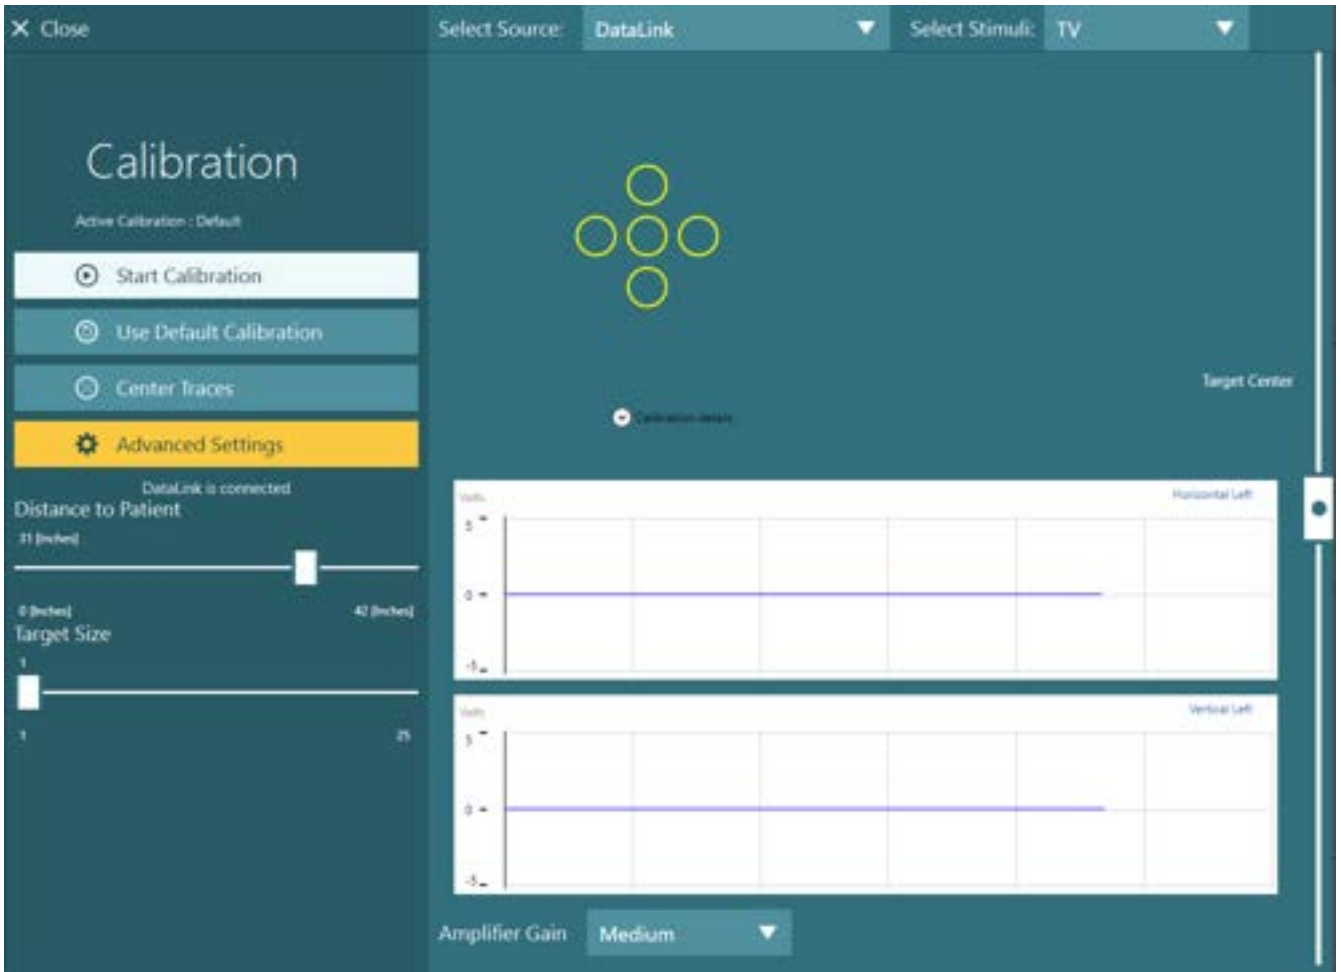 Close
Select Source: DataLink Select Stimuli: TV
Calibration
Active Calibration : Default
Start Calibration
Use Default Calibration
Center Traces
Advanced Settings
DataLink is connected
Distance to Patient
31 [Inches]
0 [Inches] 42 [Inches]
Target Size
1
1 25
Target Center
Calibration details
Volts Horizontal Left
5
0
-5
Volts Vertical Left
5
0
-5
Amplifier Gain Medium